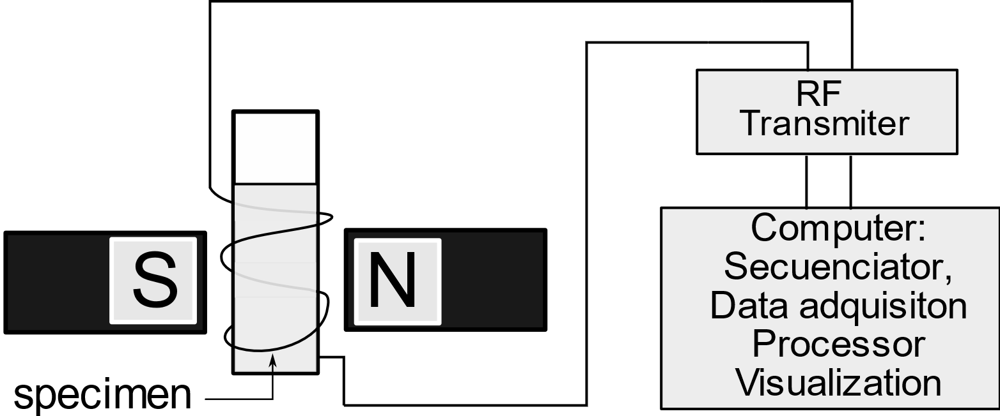 RF
Transmiter
S
N
Computer:
Secuenciator,
Data adquisiton
Processor
Visualization
specimen